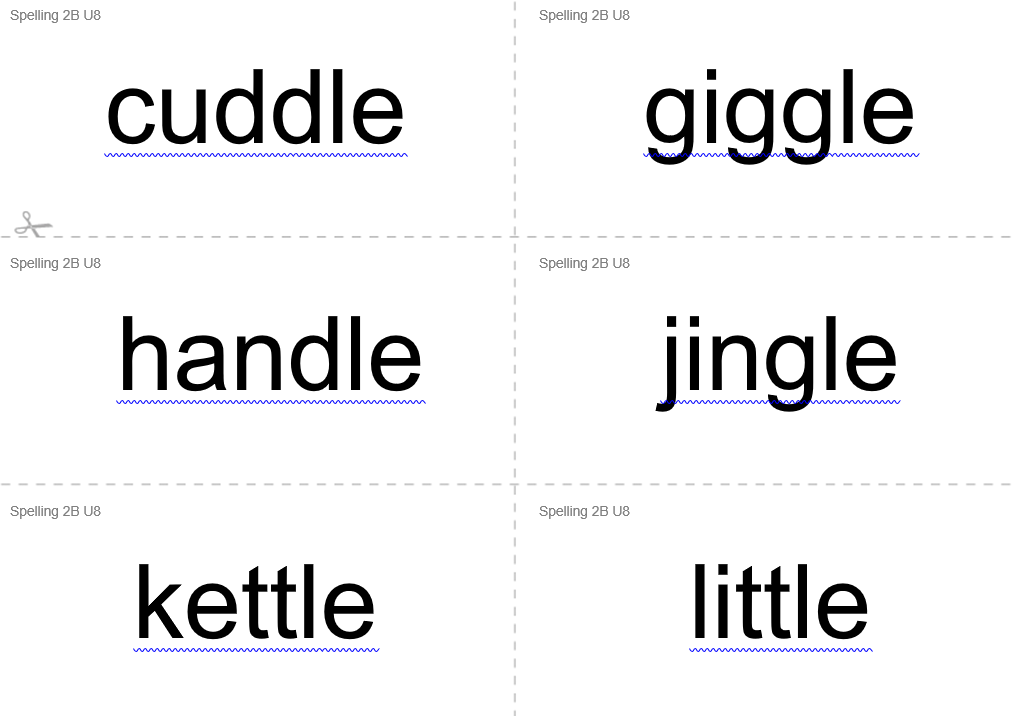 Spelling 2B U8
cuddle
Spelling 2B U8
giggle
Spelling 2B U8
handle
Spelling 2B U8
jingle
Spelling 2B U8
kettle
Spelling 2B U8
little